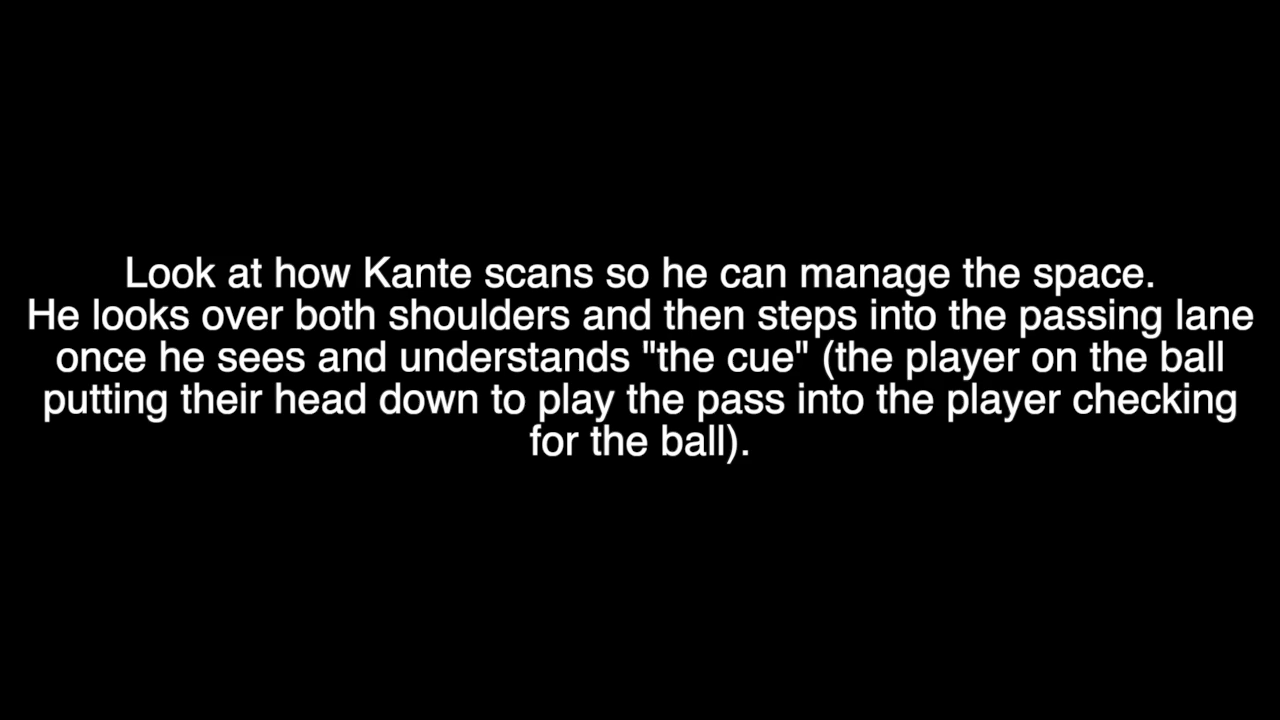 Look at how Kante scans so he can manage the space.
He looks over both shoulders and then steps into the passing lane
once he sees and understands "the cue" (the player on the ball
putting their head down to play the pass into the player checking
for the ball).